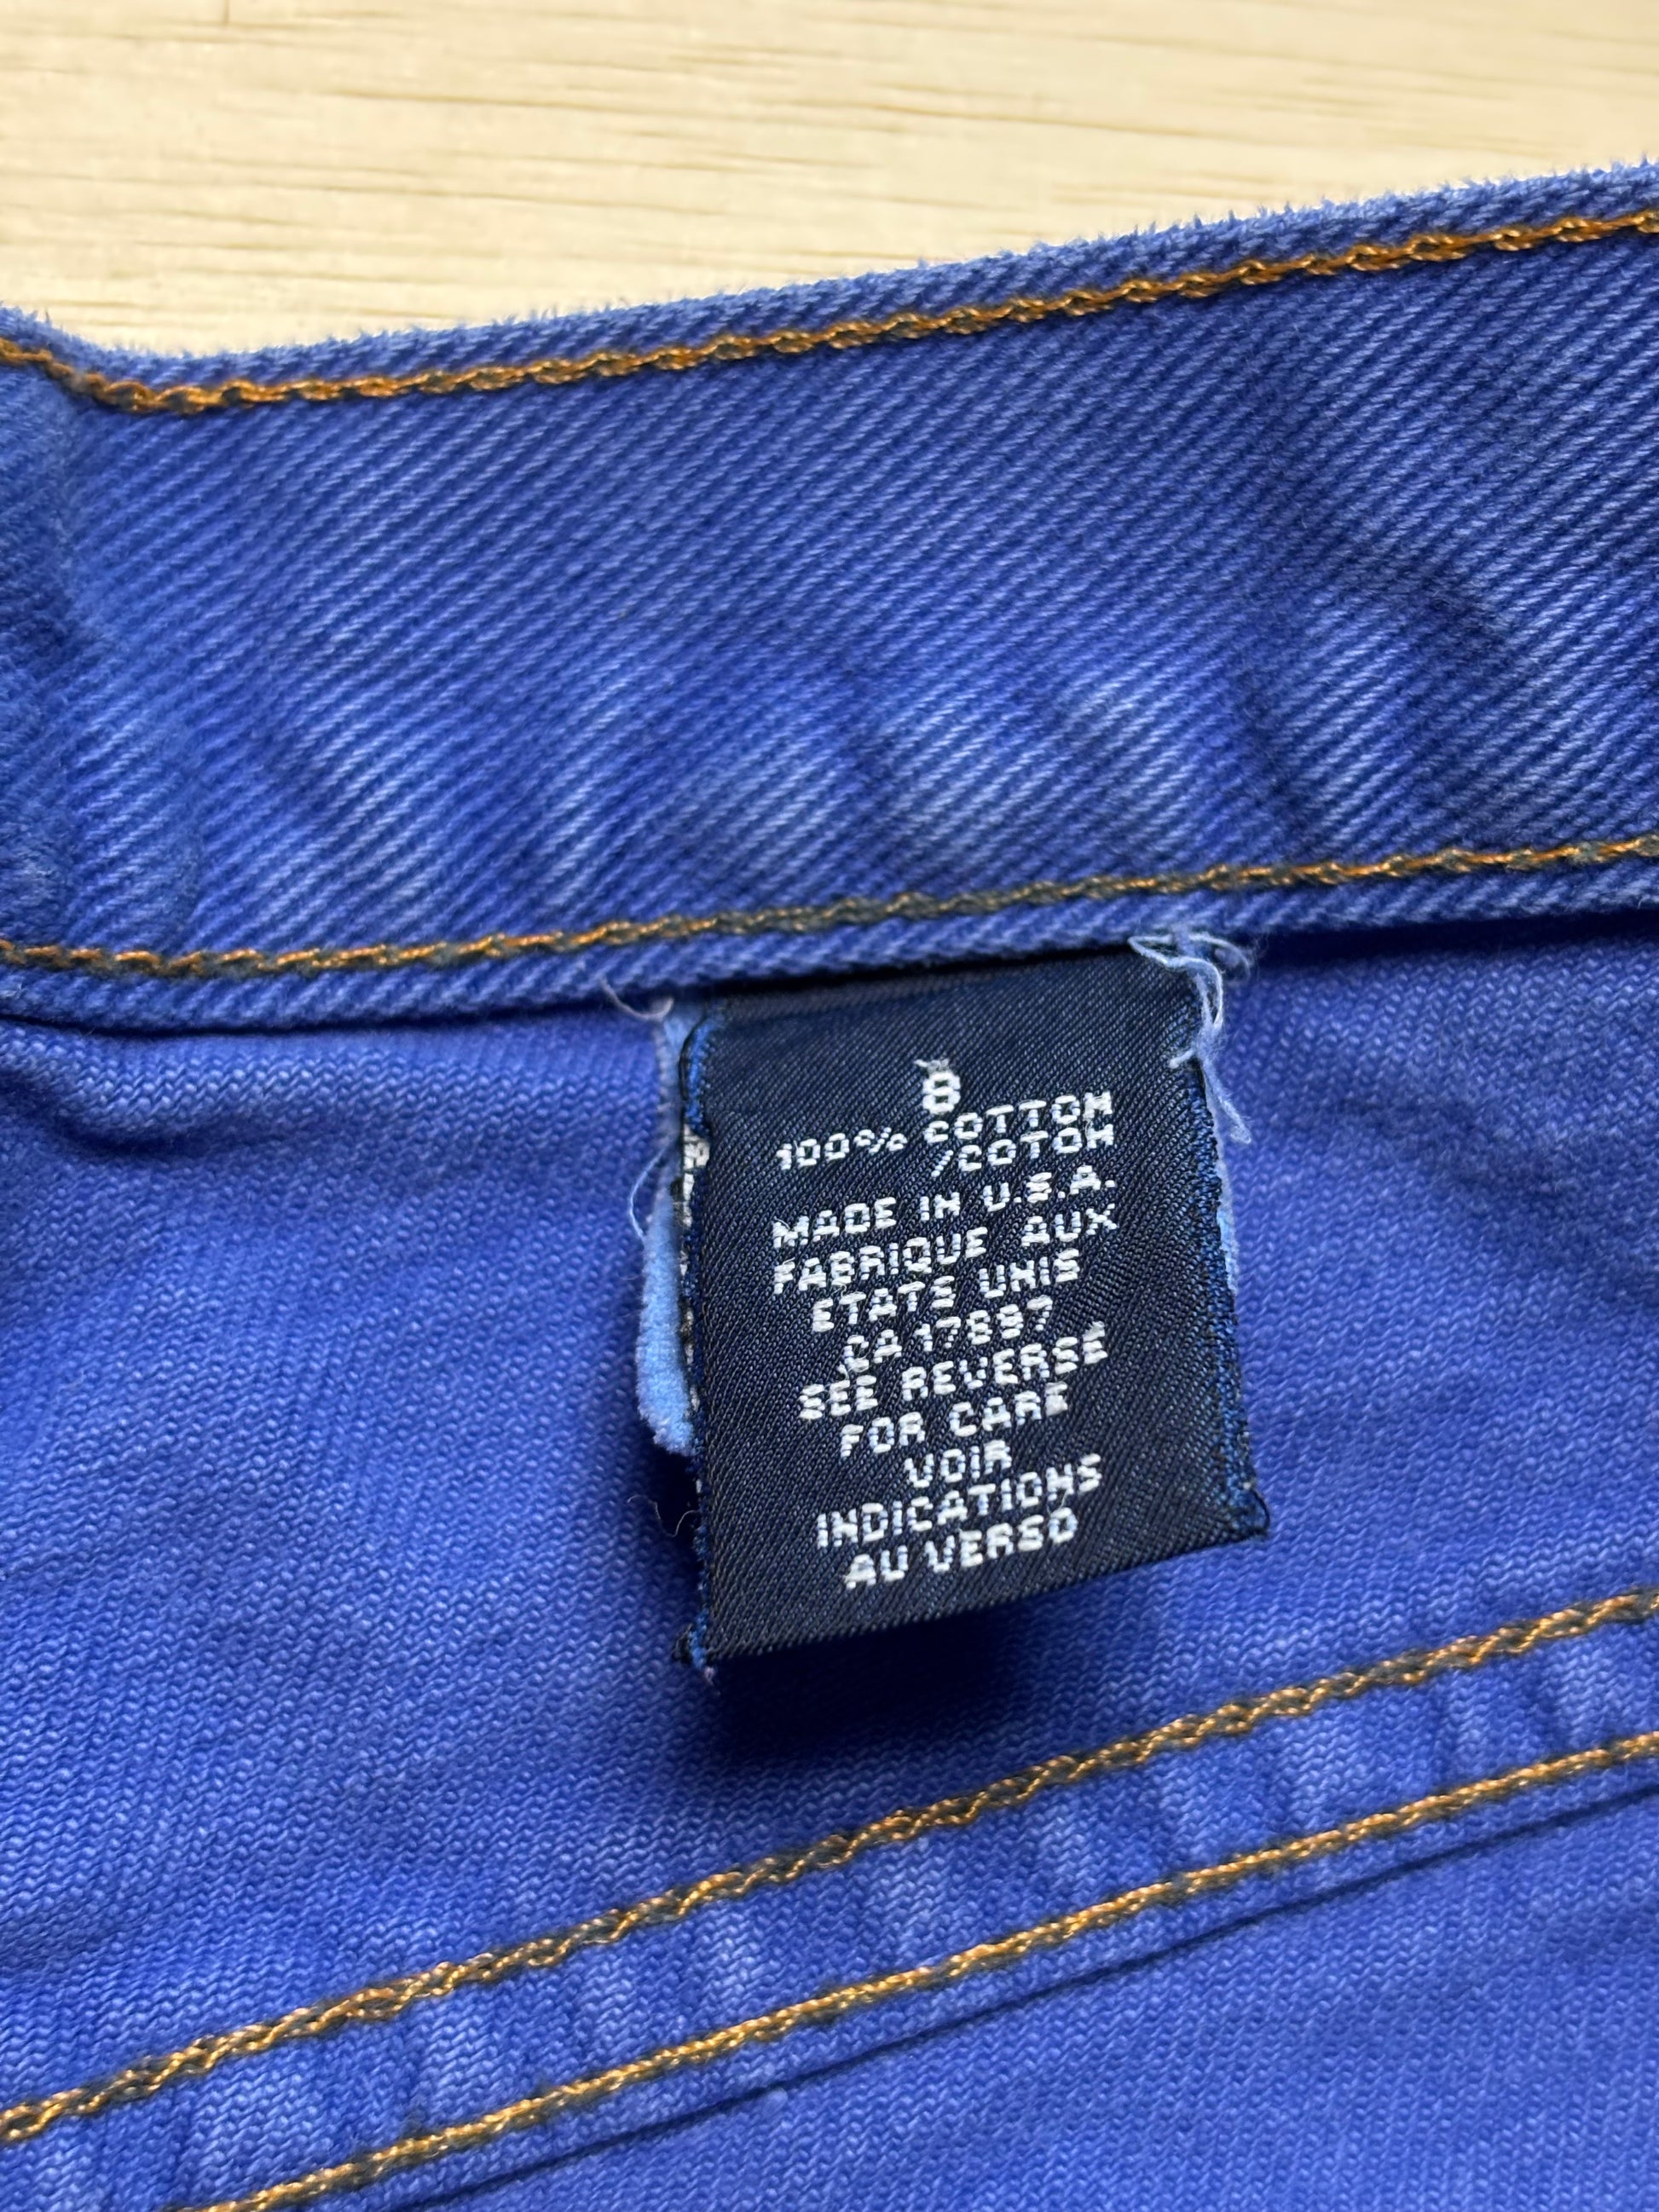 8
100% COTTON
/COTON
MADE IN U.S.A.
FABRIQUE AUX
ETATS UNIS
CA 17897
SEE REVERSE
FOR CARE
VOIR
INDICATIONS
AU VERSO